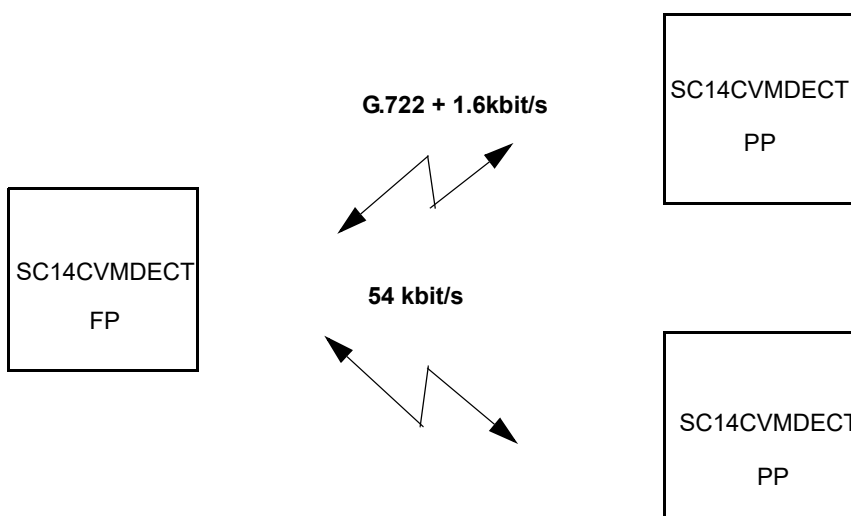 SC14CVMDECT
PP
G.722 + 1.6kbit/s
SC14CVMDECT
FP
54 kbit/s
SC14CVMDECT
PP